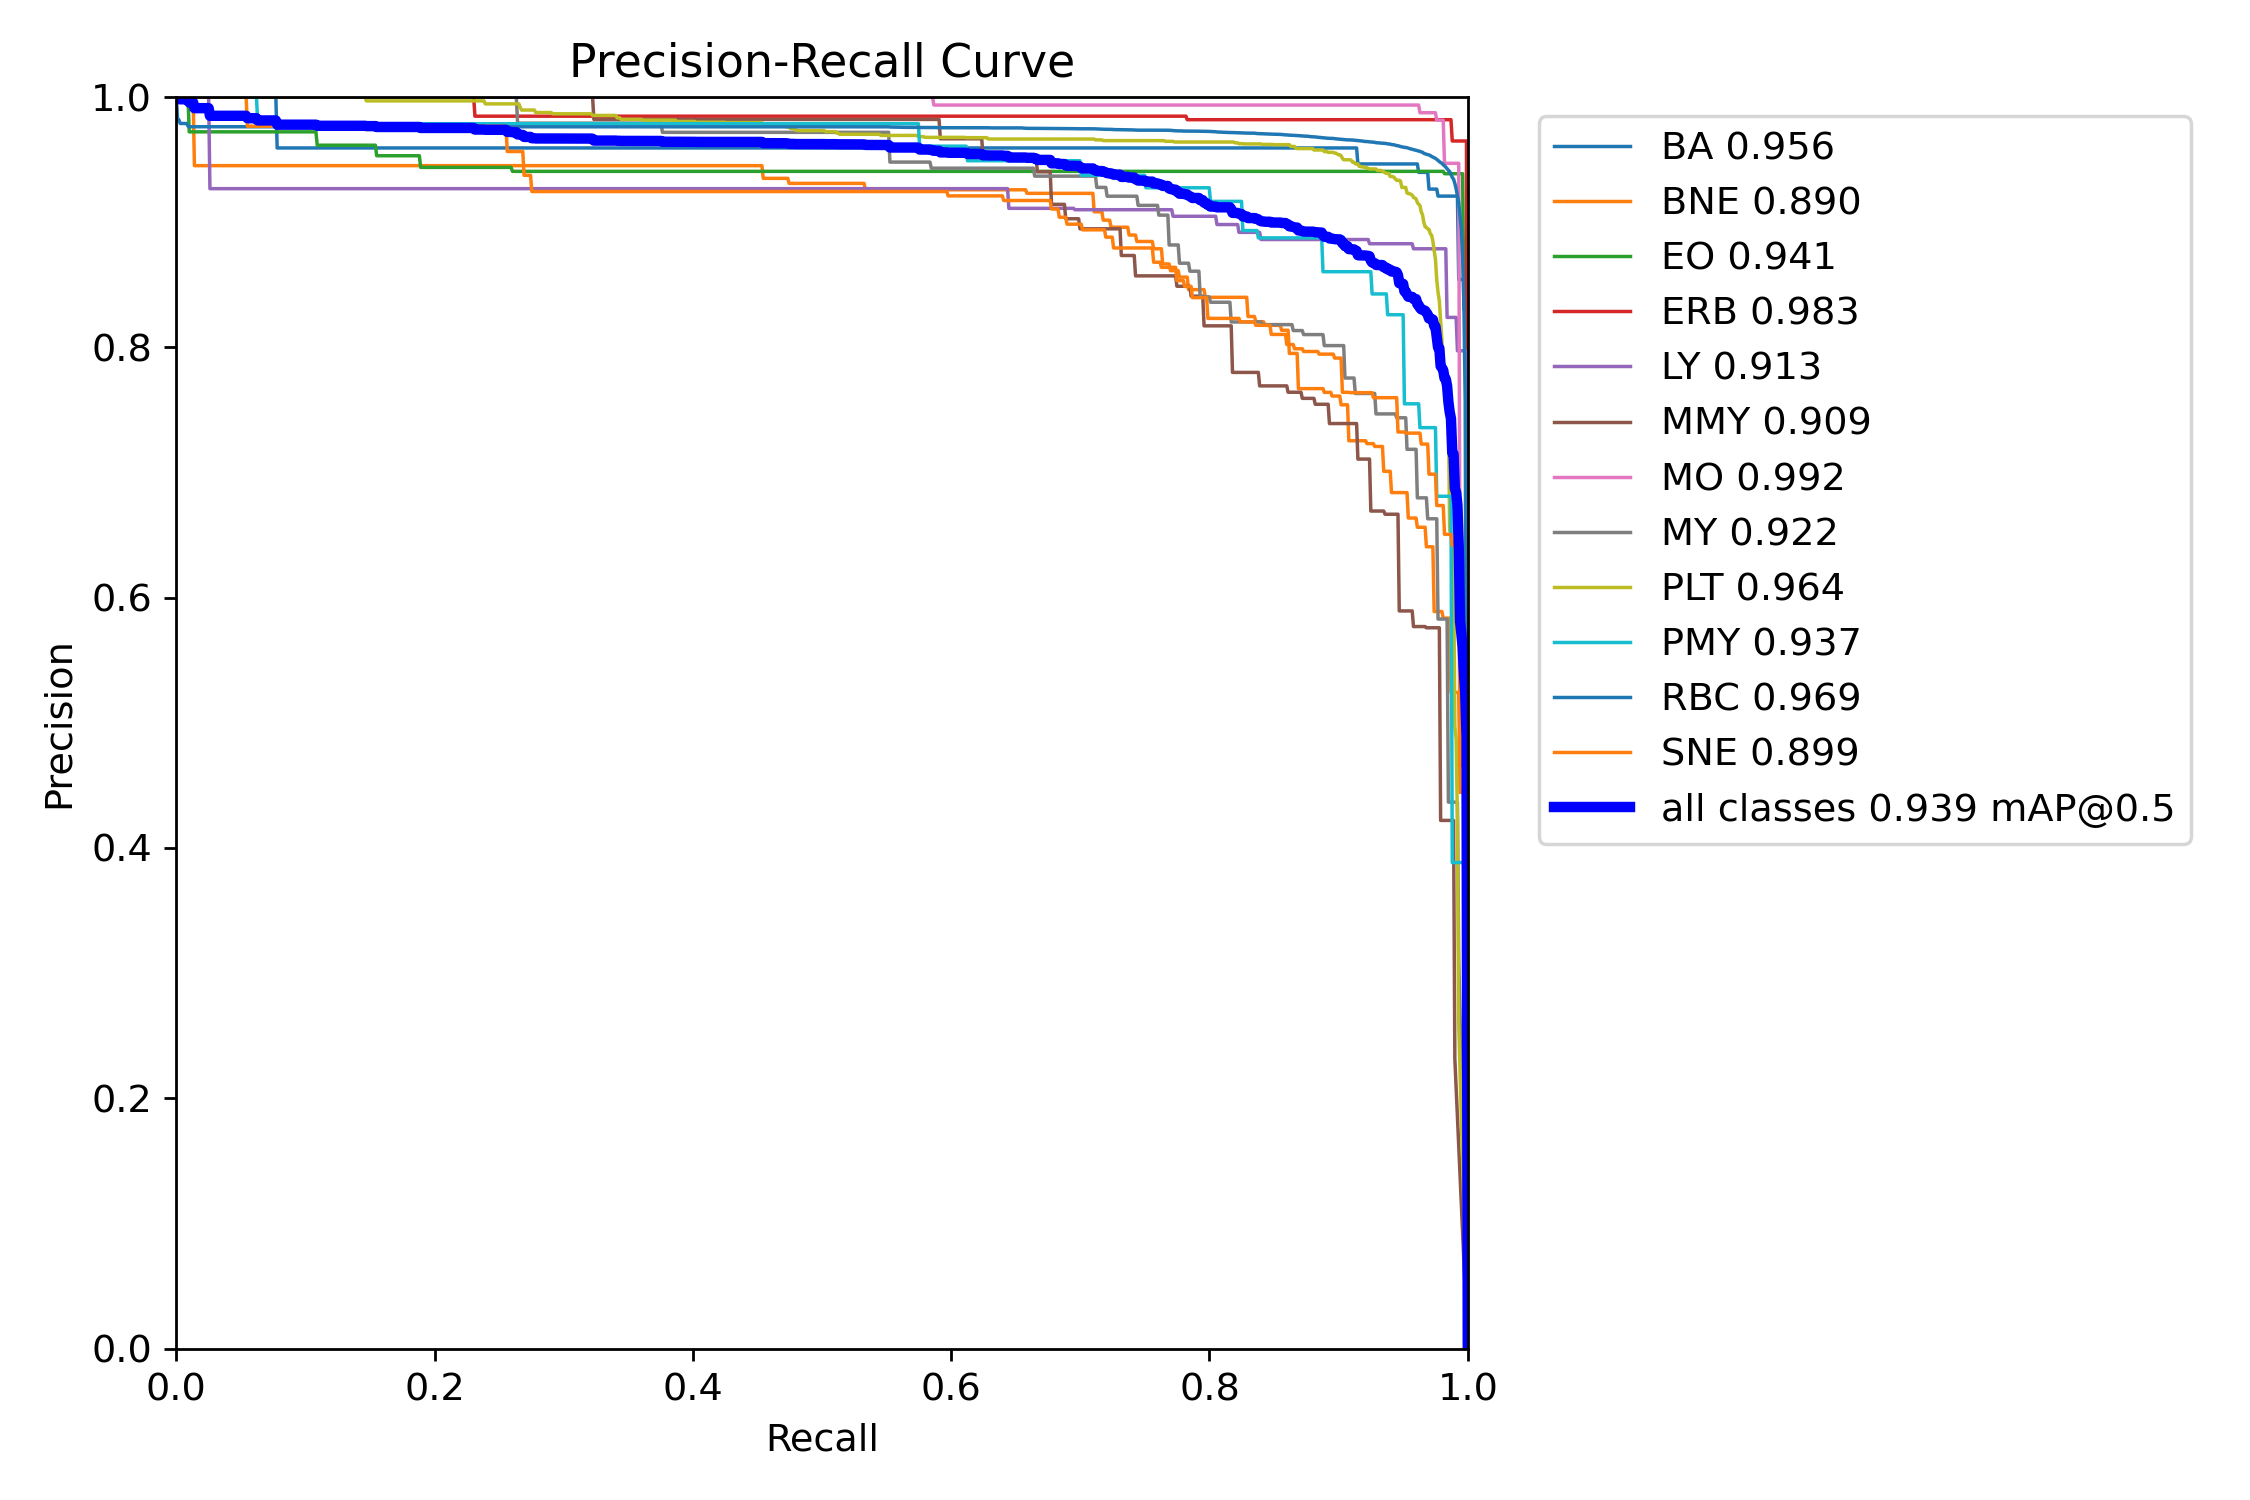 Precision-Recall Curve
1.0
0.8
0.6
0.4
0.2
0.0
Precision
0.0 0.2 0.4 0.6 0.8 1.0
Recall
BA 0.956
BNE 0.890
EO 0.941
ERB 0.983
LY 0.913
MMY 0.909
MO 0.992
MY 0.922
PLT 0.964
PMY 0.937
RBC 0.969
SNE 0.899
all classes 0.939 mAP@0.5